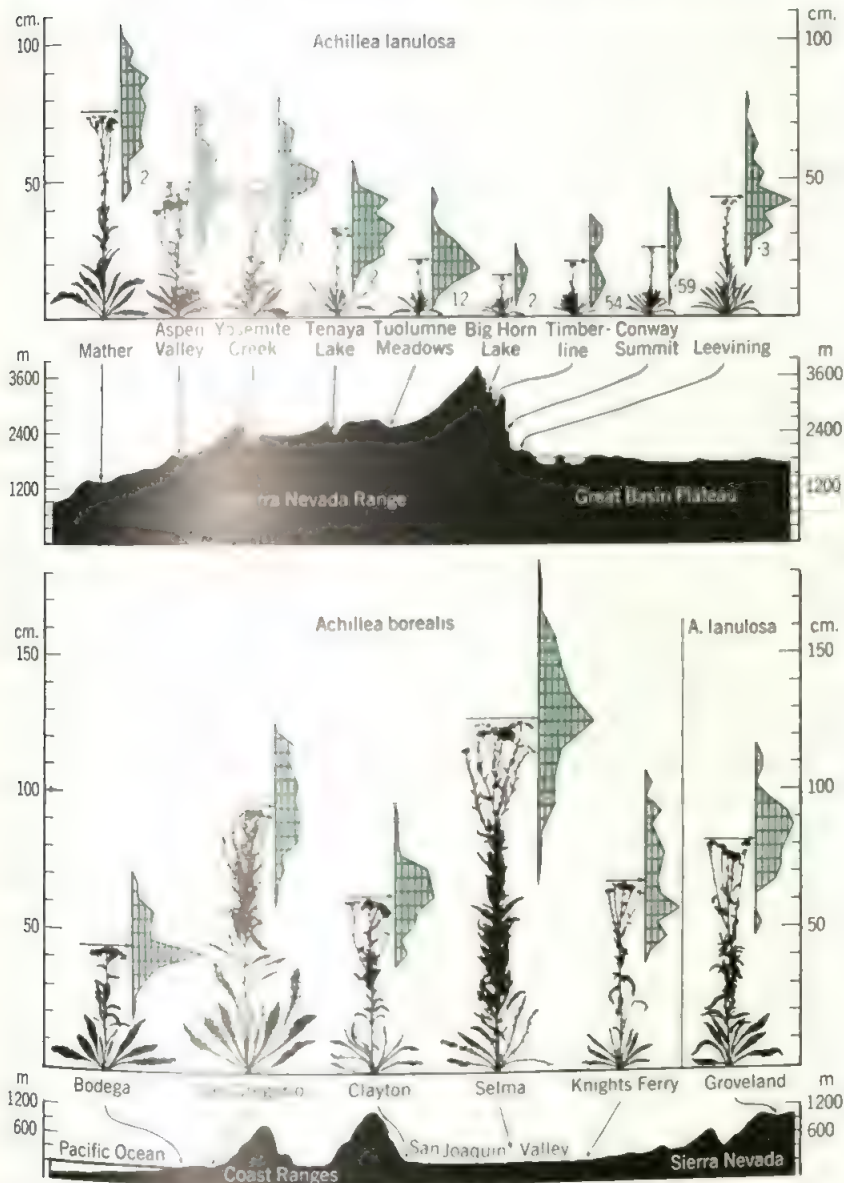 cm.
cm.
Achillea lanulosa
100
100
50
50
2
2
12
2
54
·59
·3
Mather
Aspen Valley
Yosemite Creek
Tenaya Lake
Tuolumne Meadows
Big Horn Lake
Timber-line
Conway Summit
Leevining
m
m
3600
3600
2400
2400
1200
1200
Nevada Range
Great Basin Plateau
Achillea borealis
A. lanulosa
cm.
cm.
150
150
100
100
50
50
Bodega
Clayton
Selma
Knights Ferry
Groveland
m
m
1200
1200
600
600
Pacific Ocean
Coast Ranges
San Joaquin Valley
Sierra Nevada